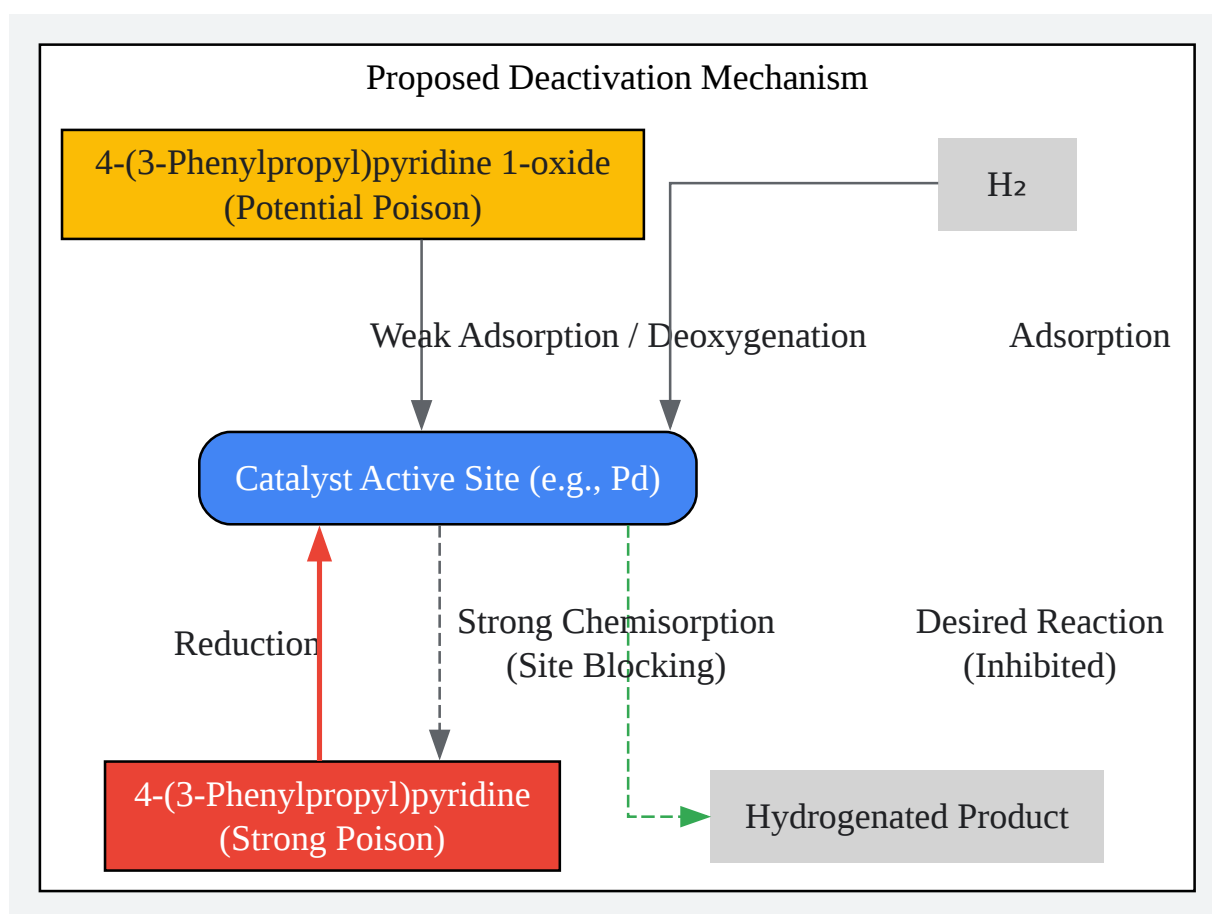 Proposed Deactivation Mechanism
4-(3-Phenylpropyl)pyridine 1-oxide
(Potential Poison)
H₂
Weak Adsorption / Deoxygenation
Adsorption
Catalyst Active Site (e.g., Pd)
Reduction
Strong Chemisorption
(Site Blocking)
Desired Reaction
(Inhibited)
4-(3-Phenylpropyl)pyridine
(Strong Poison)
Hydrogenated Product